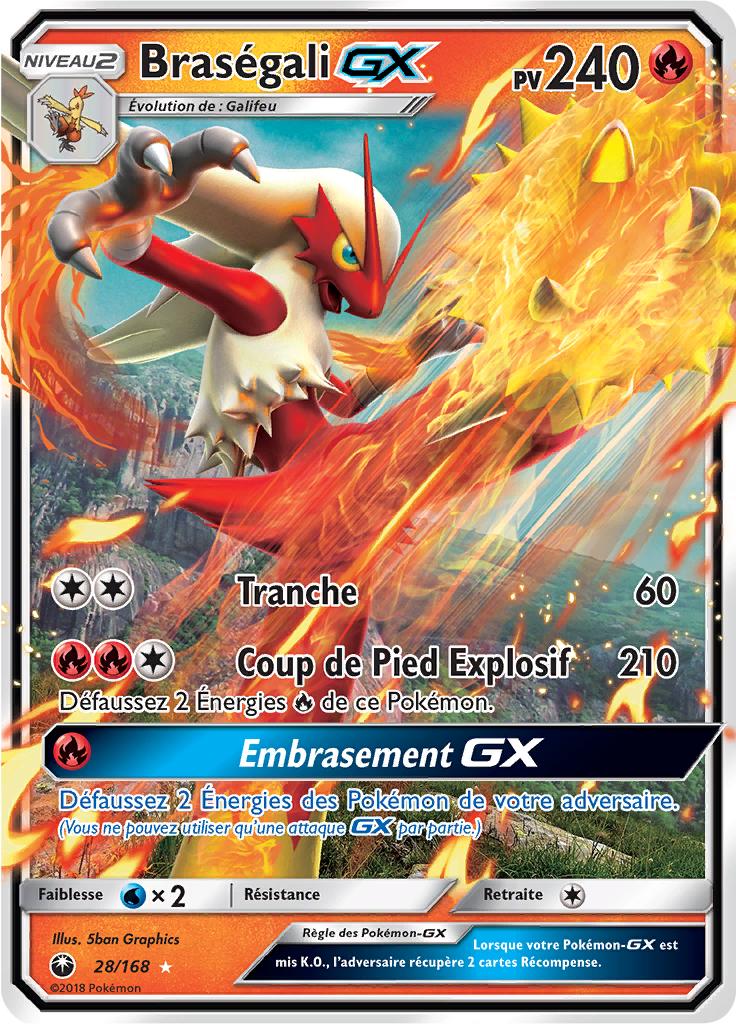 NIVEAU2
Braségali GX
PV240
Évolution de : Galifeu
Tranche 60
Coup de Pied Explosif 210
Défaussez 2 Énergies de ce Pokémon.
Embrasement GX
Défaussez 2 Énergies des Pokémon de votre adversaire.
(Vous ne pouvez utiliser qu'une attaque GX par partie.)
Faiblesse ×2 Résistance Retraite
Illus. 5ban Graphics
Règle des Pokémon-GX
Lorsque votre Pokémon-GX est
mis K.O., l'adversaire récupère 2 cartes Récompense.
28/168
©2018 Pokémon